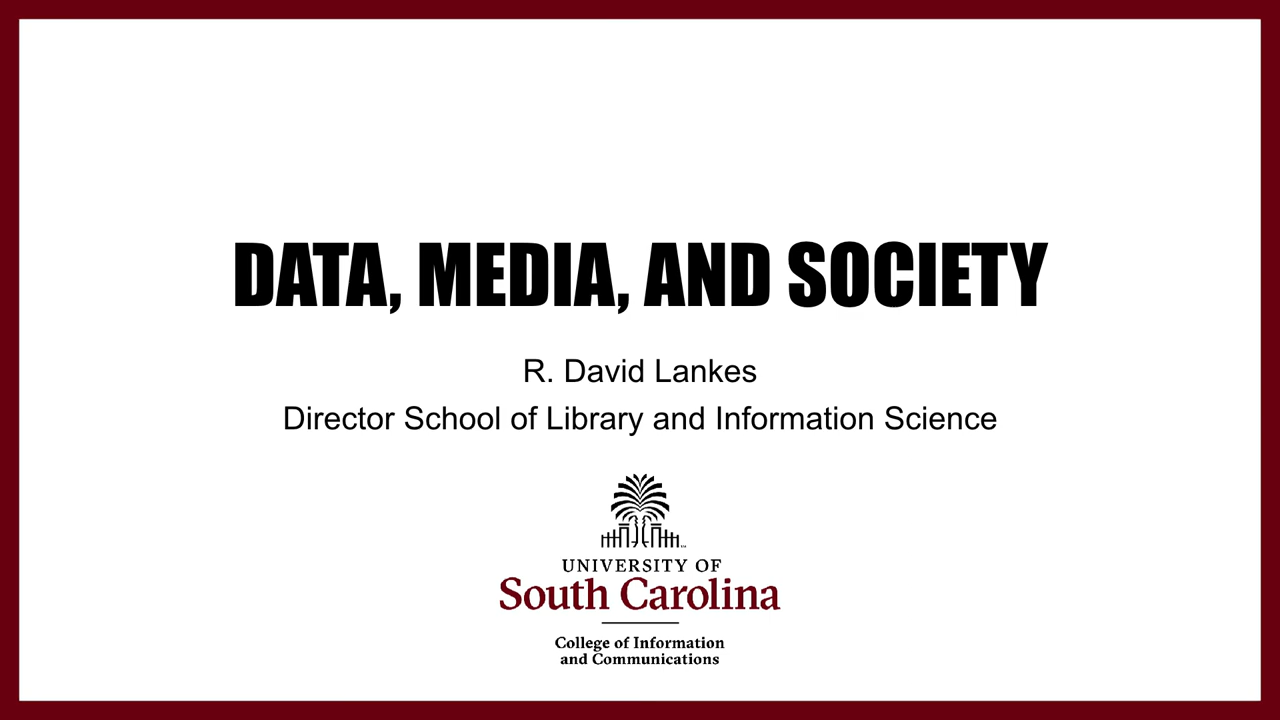 DATA, MEDIA, AND SOCIETY
R. David Lankes
Director School of Library and Information Science
UNIVERSITY OF
South Carolina
College of Information
and Communications